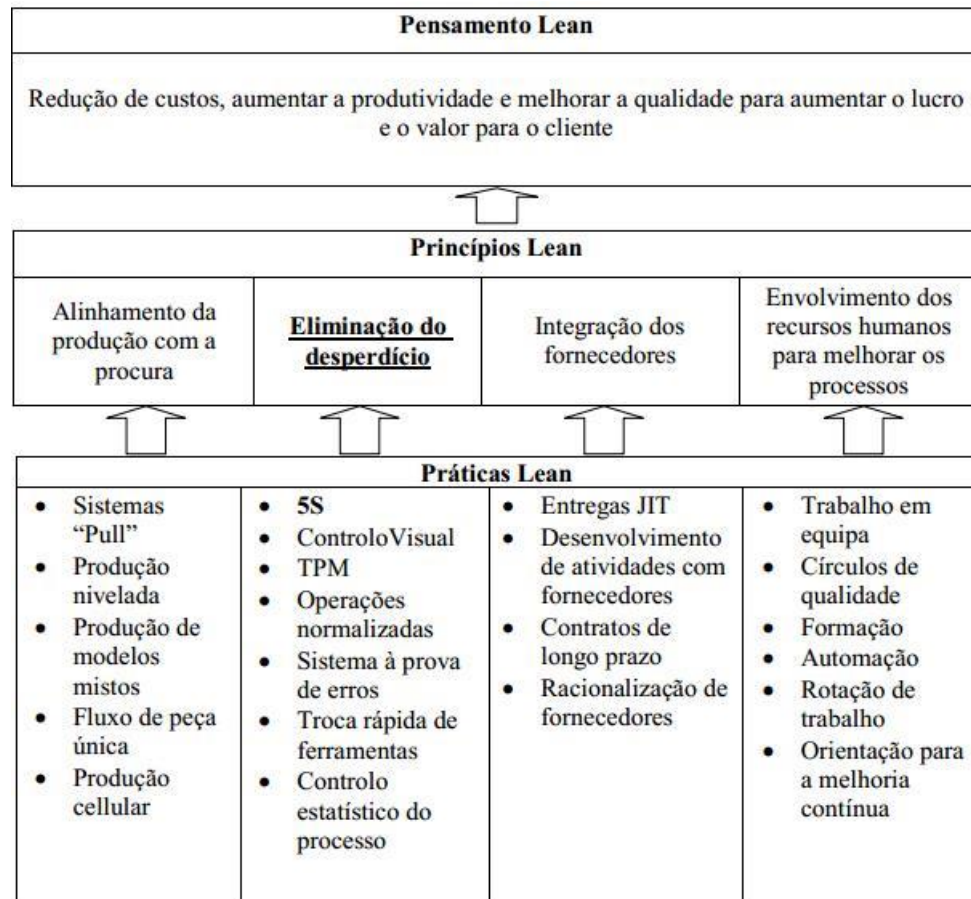 Pensamento Lean
Redução de custos, aumentar a produtividade e melhorar a qualidade para aumentar o lucro
e o valor para o cliente
Princípios Lean
Alinhamento da
produção com a
procura
Eliminação do
desperdício
Integração dos
fornecedores
Envolvimento dos
recursos humanos
para melhorar os
processos
Práticas Lean
• Sistemas
“Pull”
• Produção
nivelada
• Produção de
modelos
mistos
• Fluxo de peça
única
• Produção
cellular
• 5S
• ControloVisual
• TPM
• Operações
normalizadas
• Sistema à prova
de erros
• Troca rápida de
ferramentas
• Controlo
estatístico do
processo
• Entregas JIT
• Desenvolvimento
de atividades com
fornecedores
• Contratos de
longo prazo
• Racionalização de
fornecedores
• Trabalho em
equipa
• Círculos de
qualidade
• Formação
• Automação
• Rotação de
trabalho
• Orientação para
a melhoria
contínua